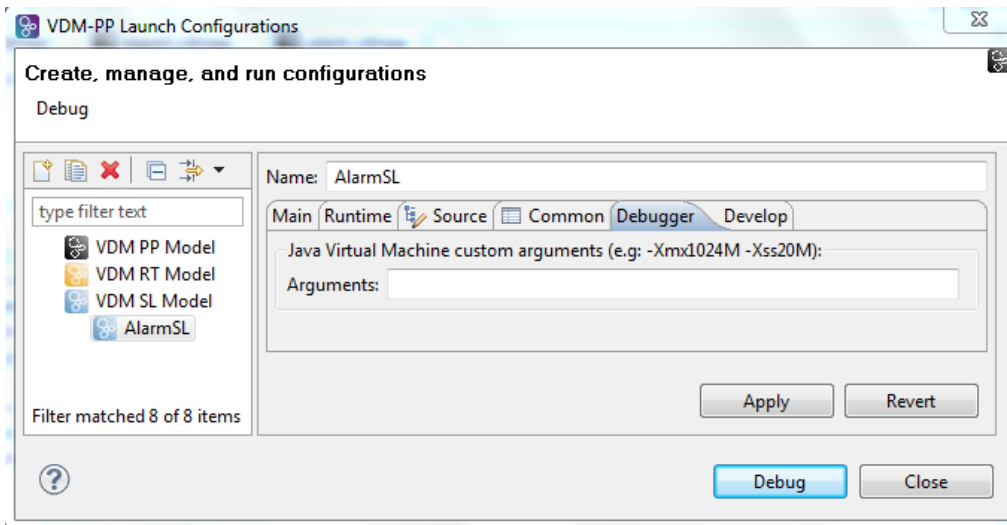 VDM-PP Launch Configurations
Create, manage, and run configurations
Debug
type filter text
VDM PP Model
VDM RT Model
VDM SL Model
AlarmSL
Filter matched 8 of 8 items
Name: AlarmSL
Main Runtime Source Common Debugger Develop
Java Virtual Machine custom arguments (e.g: -Xmx1024M -Xss20M):
Arguments:
Apply Revert
? Debug Close